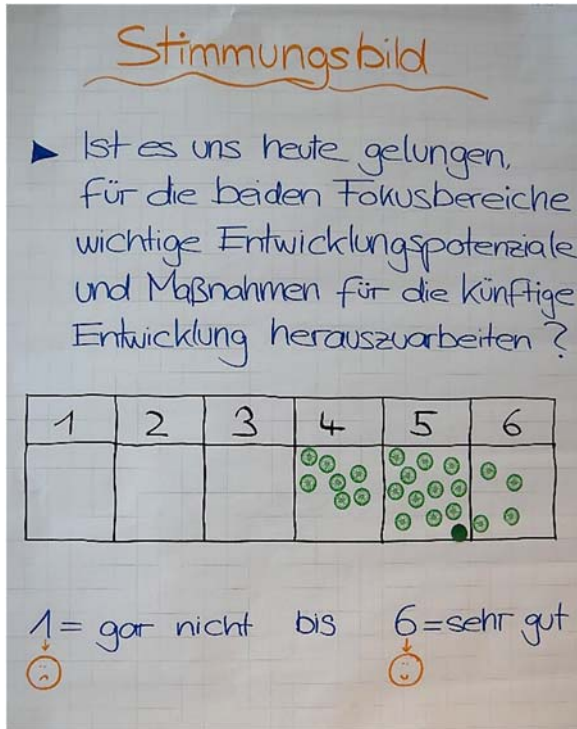 Stimmungsbild
► Ist es uns heute gelungen,
für die beiden Fokusbereiche
wichtige Entwicklungspotenziale
und Maßnahmen für die künftige
Entwicklung herauszuarbeiten?
1 2 3 4 5 6
1 = gar nicht bis 6 = sehr gut